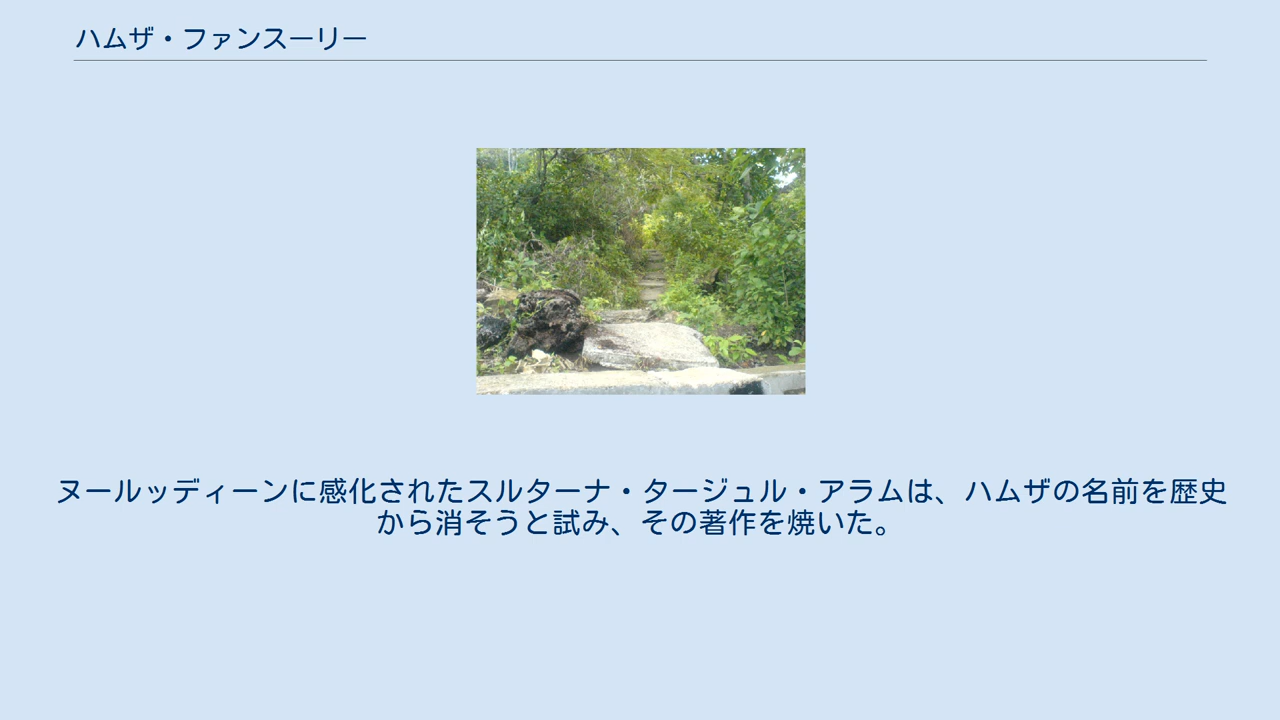 ハムザ・ファンスーリー
ヌールッディーンに感化されたスルターナ・タージュル・アラムは、ハムザの名前を歴史
から消そうと試み、その著作を焼いた。